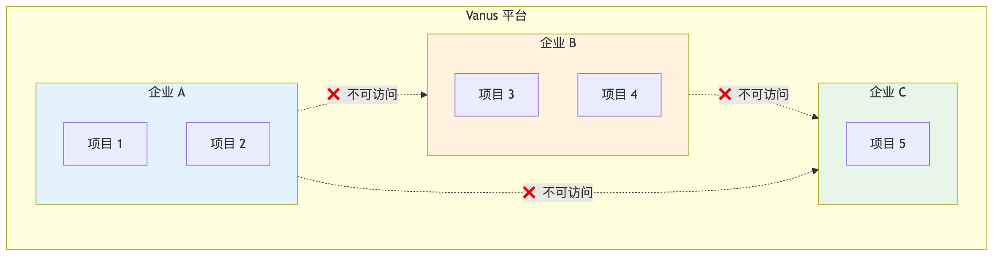 Vanus 平台
企业 A
项目 1
项目 2
❌ 不可访问
企业 B
项目 3
项目 4
❌ 不可访问
企业 C
项目 5
❌ 不可访问